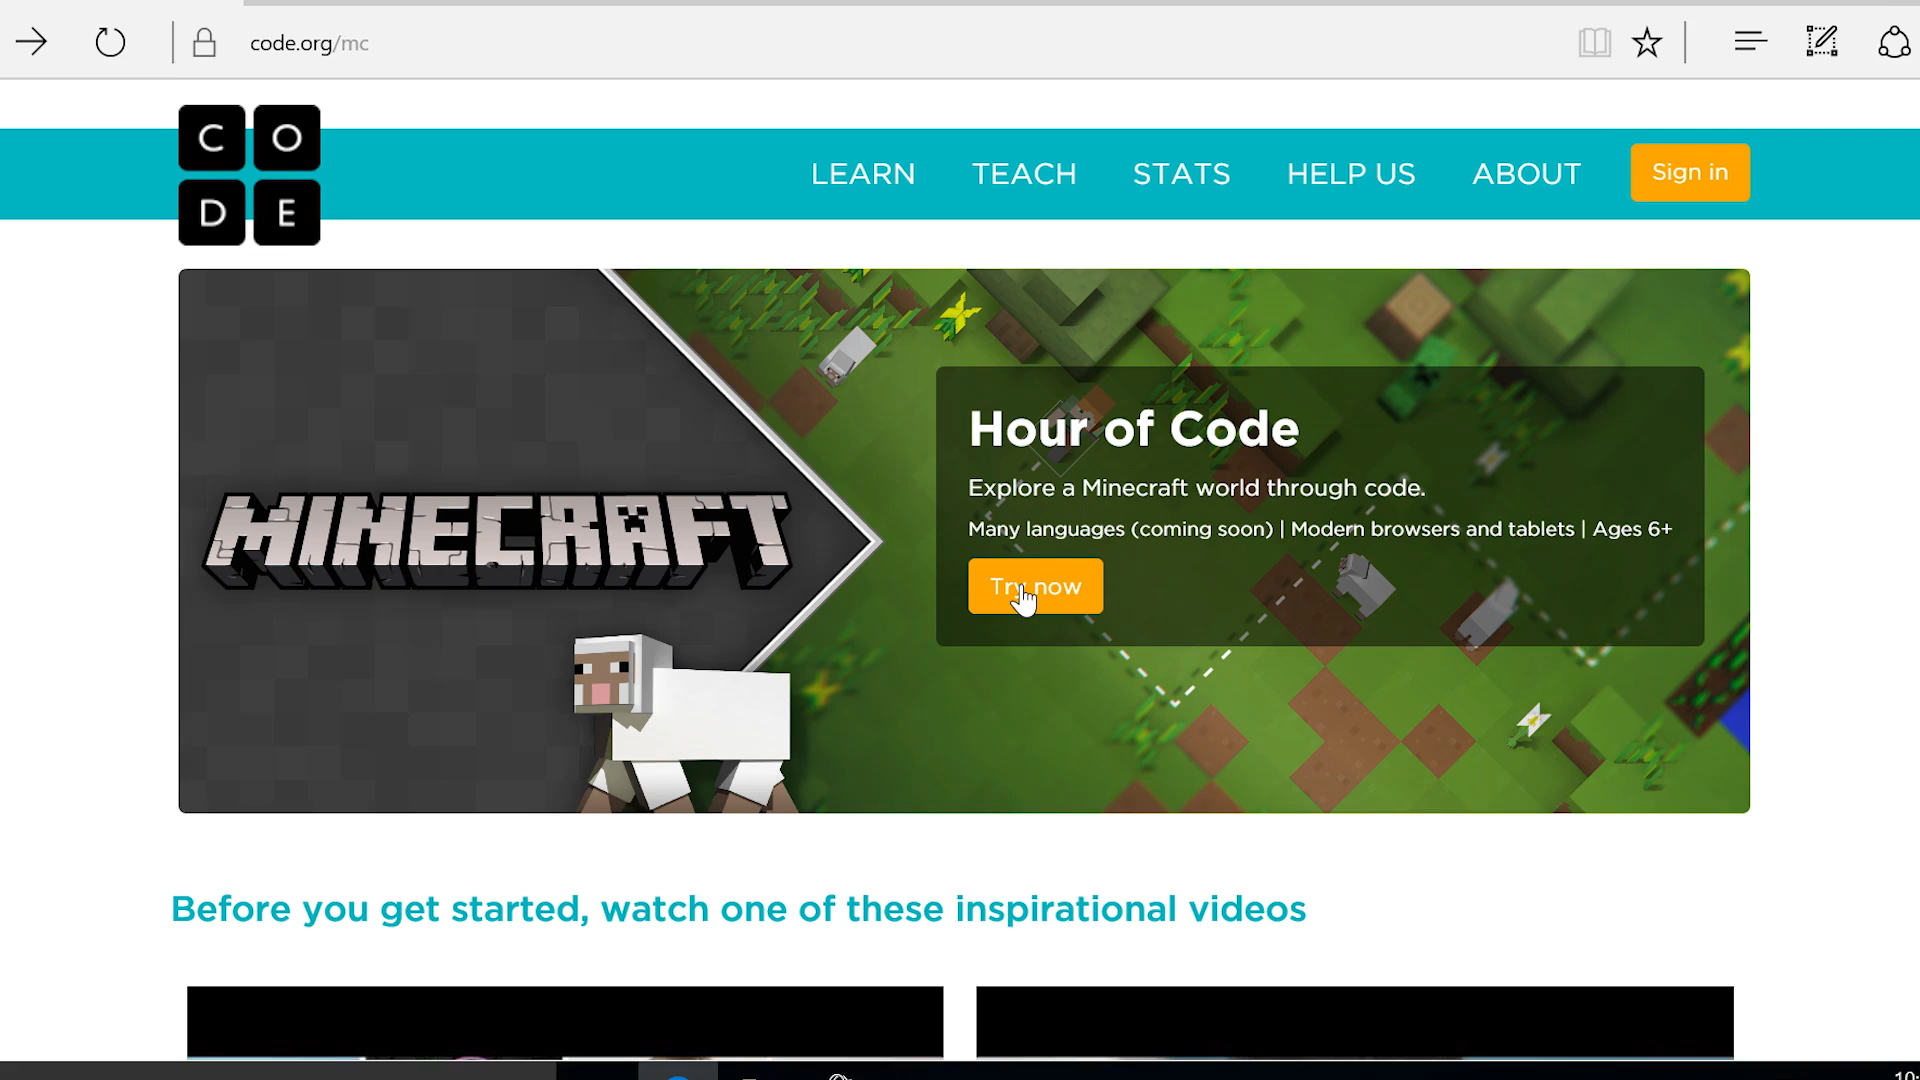 code.org/mc
C O
D E
LEARN TEACH STATS HELP US ABOUT Sign in
MINECRAFT
Hour of Code
Explore a Minecraft world through code.
Many languages (coming soon) | Modern browsers and tablets | Ages 6+
Try now
Before you get started, watch one of these inspirational videos